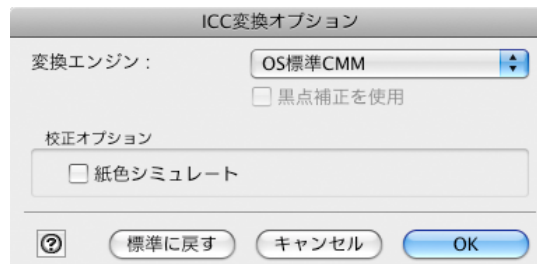 ICC変換オプション
変換エンジン： OS標準CMM
黒点補正を使用
校正オプション
紙色シミュレート
? 標準に戻す キャンセル OK